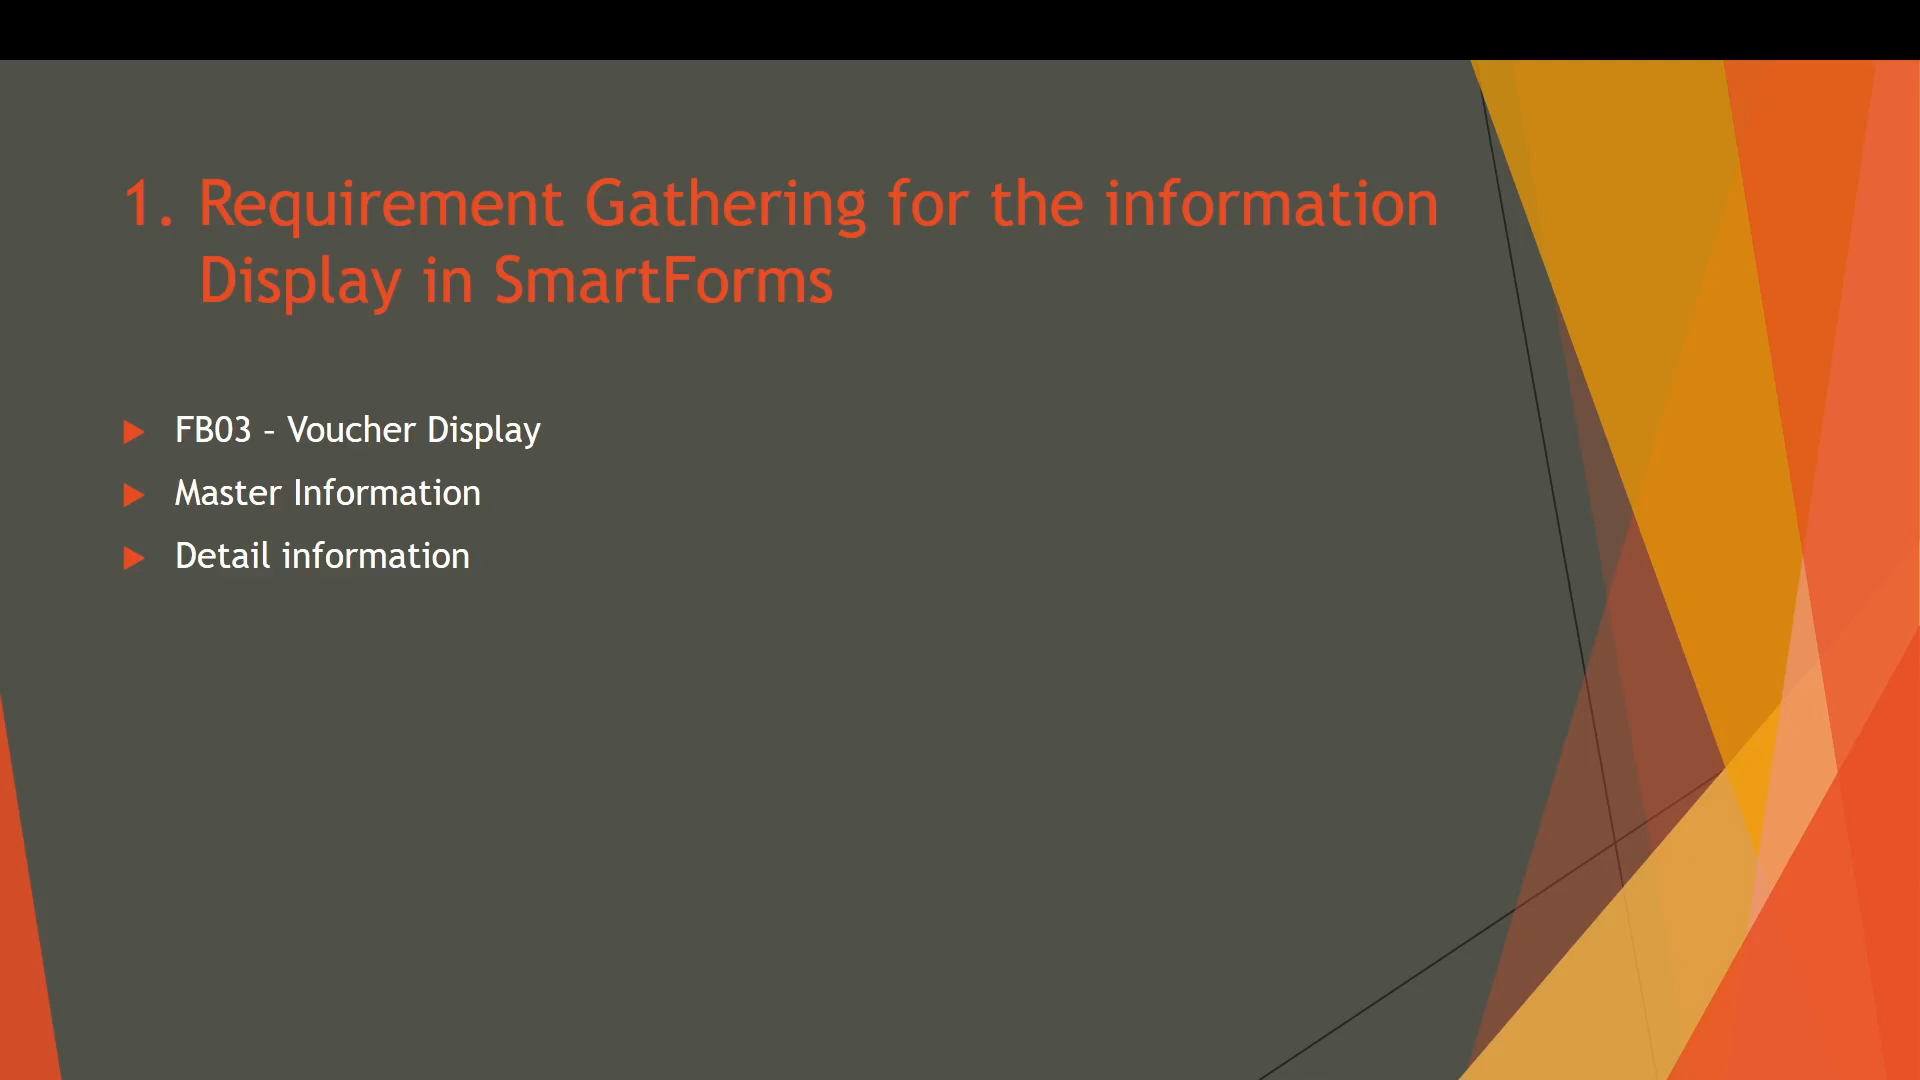 1. Requirement Gathering for the information
Display in SmartForms
FB03 – Voucher Display
Master Information
Detail information